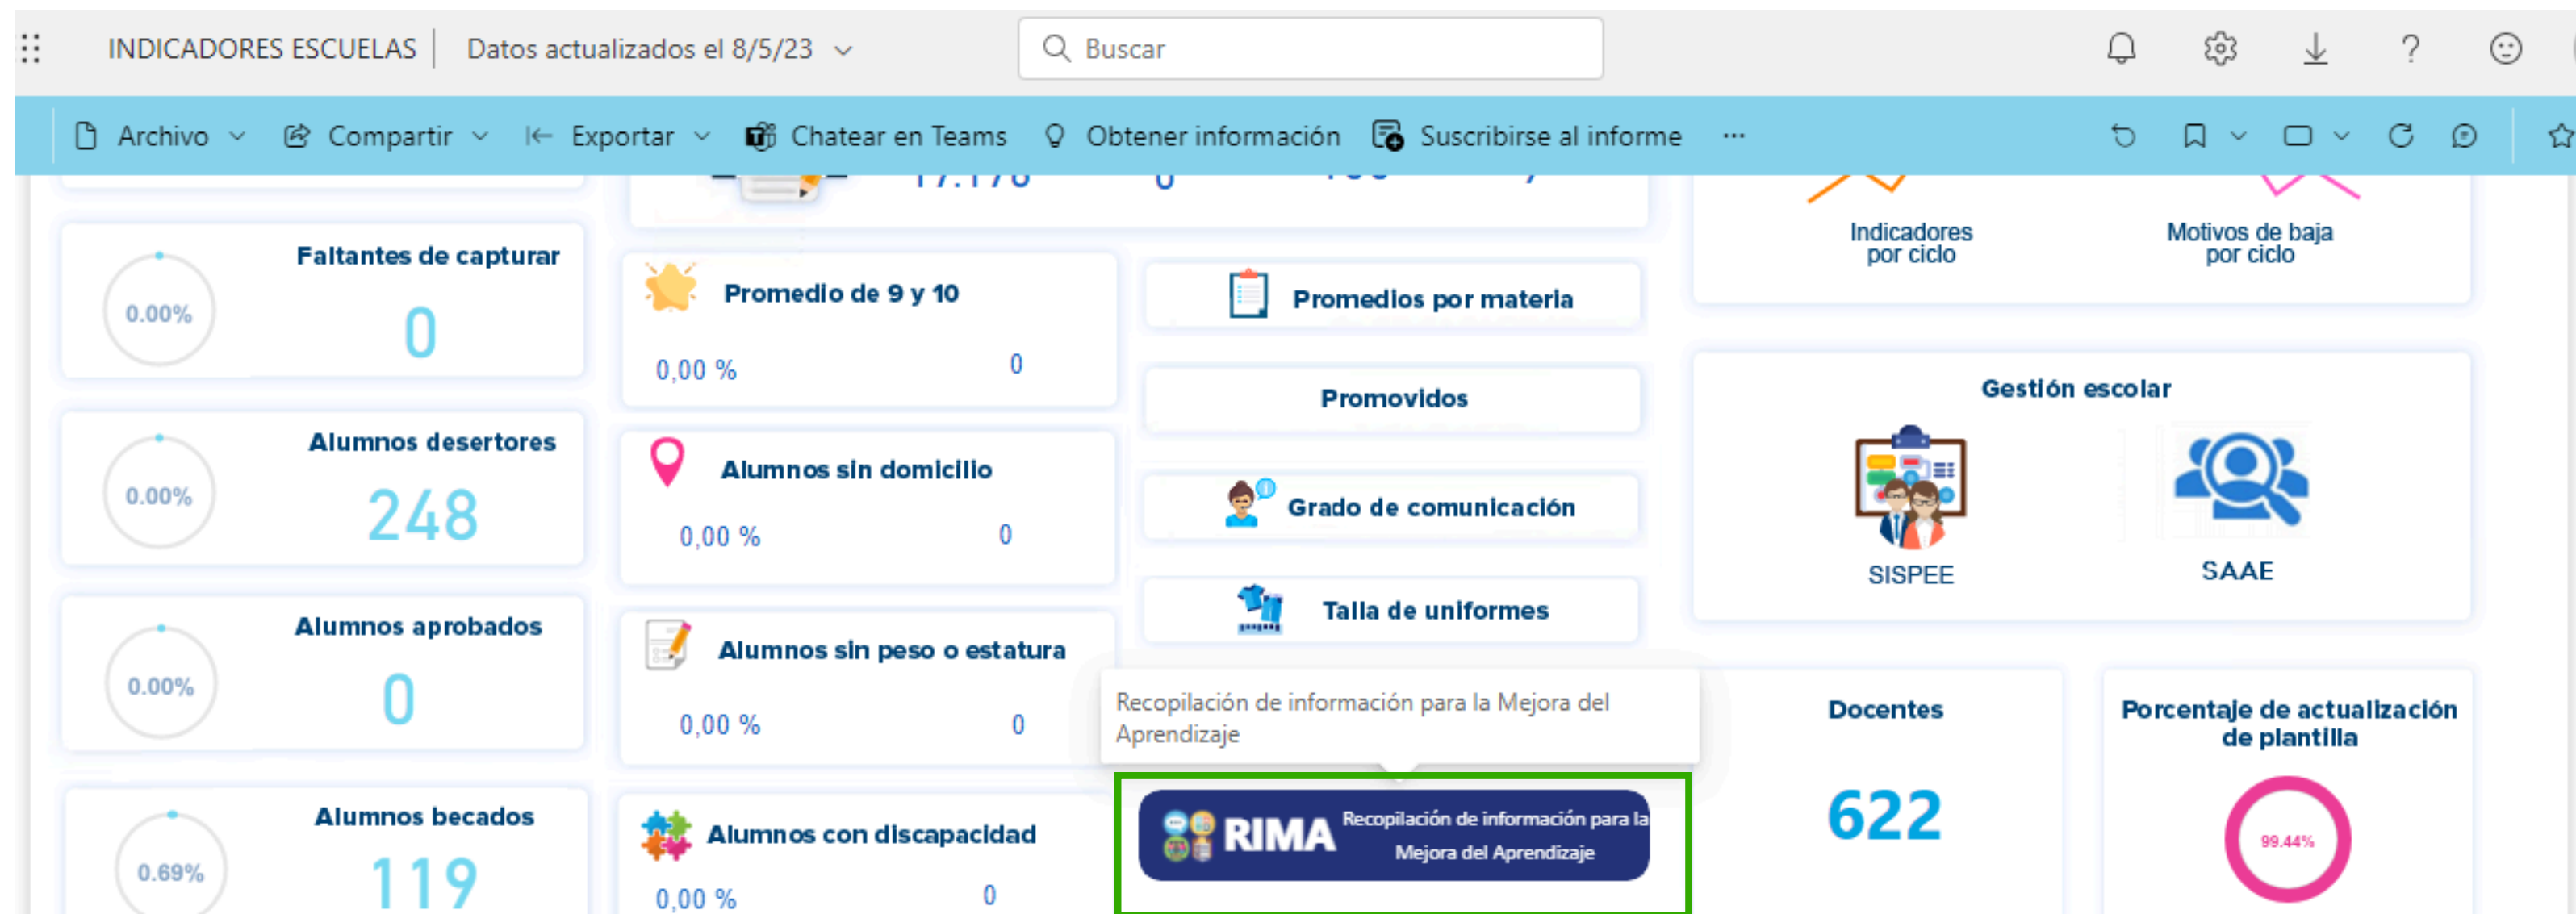 INDICADORES ESCUELAS
Datos actualizados el 8/5/23
Buscar
Archivo
Compartir
Exportar
Chatear en Teams
Obtener información
Suscribirse al informe
Faltantes de capturar
0.00%
0
Alumnos desertores
0.00%
248
Alumnos aprobados
0.00%
0
Alumnos becados
0.69%
119
Promedio de 9 y 10
0,00 %
0
Alumnos sin domicilio
0,00 %
0
Alumnos sin peso o estatura
0,00 %
0
Alumnos con discapacidad
0,00 %
0
Promedios por materia
Promovidos
Grado de comunicación
Talla de uniformes
Recopilación de información para la Mejora del
Aprendizaje
RIMA
Recopilación de información para la
Mejora del Aprendizaje
Indicadores
por ciclo
Motivos de baja
por ciclo
Gestión escolar
SISPEE
SAAE
Docentes
622
Porcentaje de actualización
de plantilla
99.44%